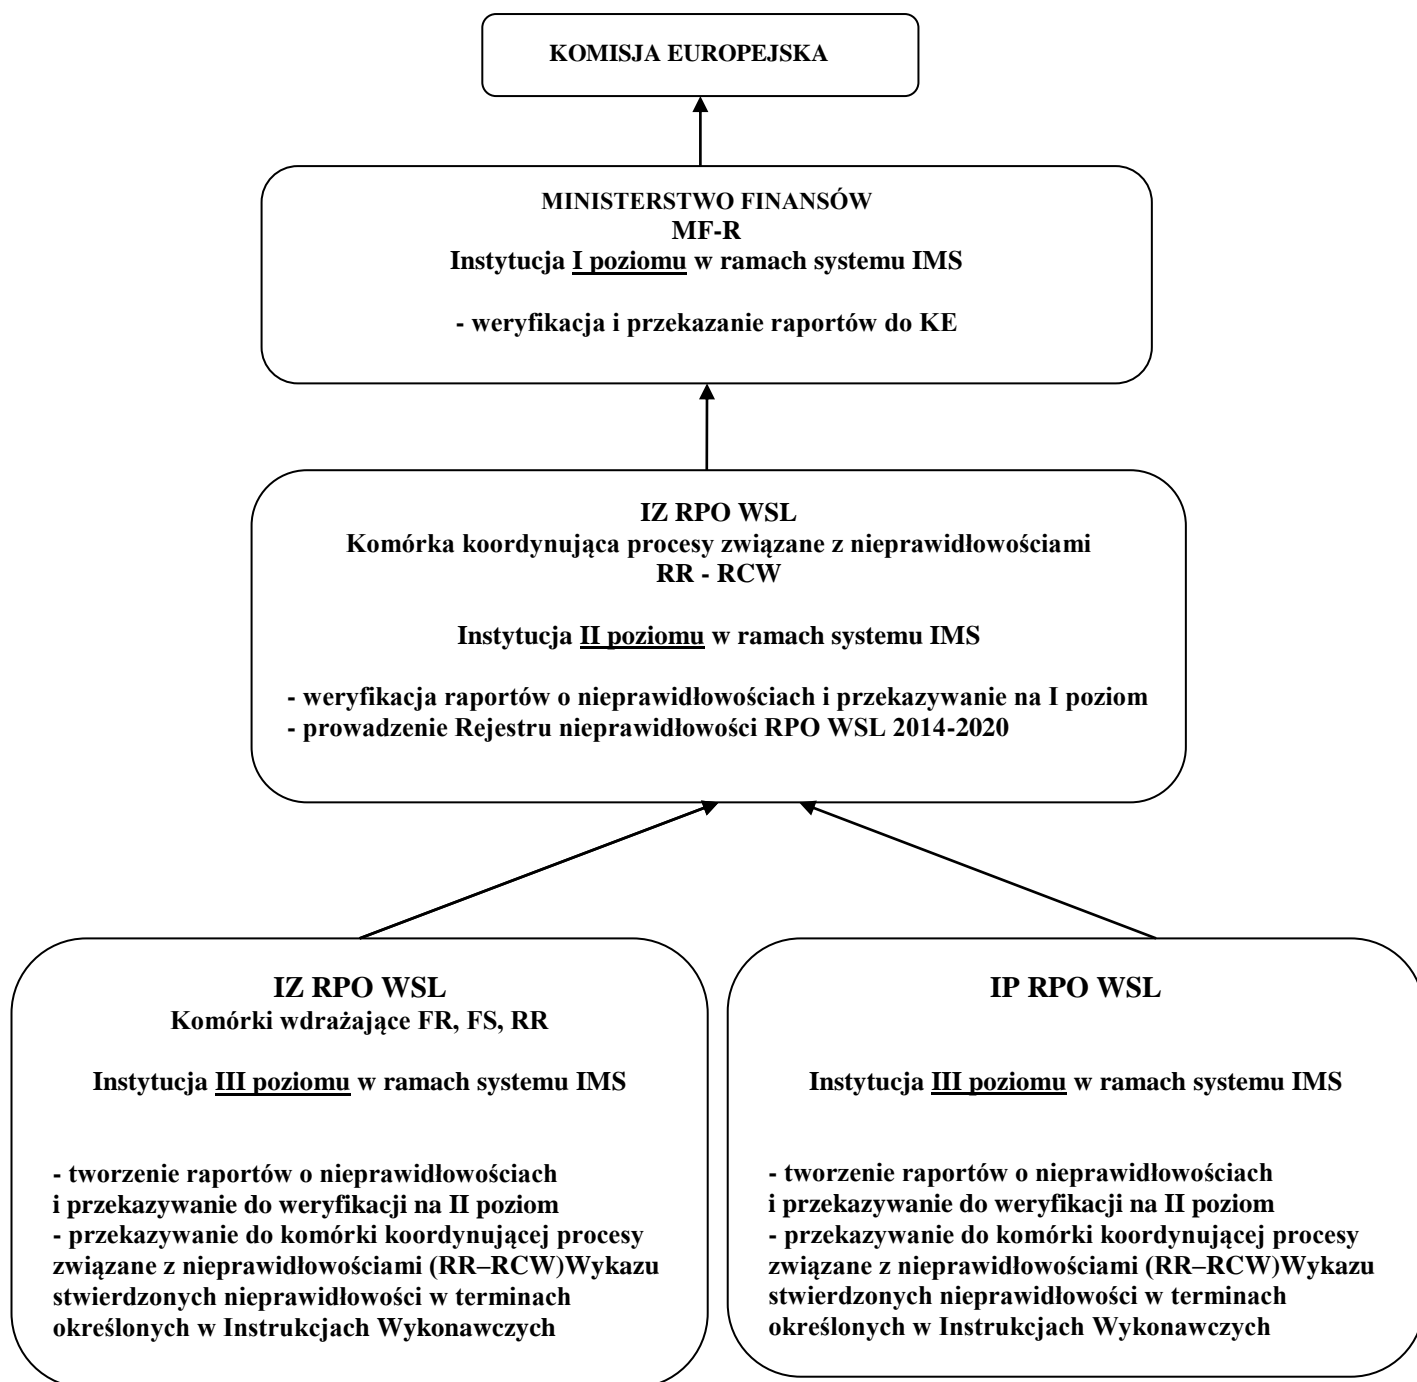 KOMISJA EUROPEJSKA
MINISTERSTWO FINANSÓW
MF-R
Instytucja I poziomu w ramach systemu IMS
- weryfikacja i przekazanie raportów do KE
IZ RPO WSL
Komórka koordynująca procesy związane z nieprawidłowościami
RR - RCW
Instytucja II poziomu w ramach systemu IMS
- weryfikacja raportów o nieprawidłowościach i przekazywanie na I poziom
- prowadzenie Rejestru nieprawidłowości RPO WSL 2014-2020
IZ RPO WSL
Komórki wdrażające FR, FS, RR
Instytucja III poziomu w ramach systemu IMS
- tworzenie raportów o nieprawidłowościach
i przekazywanie do weryfikacji na II poziom
- przekazywanie do komórki koordynującej procesy
związane z nieprawidłowościami (RR–RCW)Wykazu
stwierdzonych nieprawidłowości w terminach
określonych w Instrukcjach Wykonawczych
IP RPO WSL
Instytucja III poziomu w ramach systemu IMS
- tworzenie raportów o nieprawidłowościach
i przekazywanie do weryfikacji na II poziom
- przekazywanie do komórki koordynującej procesy
związane z nieprawidłowościami (RR–RCW)Wykazu
stwierdzonych nieprawidłowości w terminach
określonych w Instrukcjach Wykonawczych